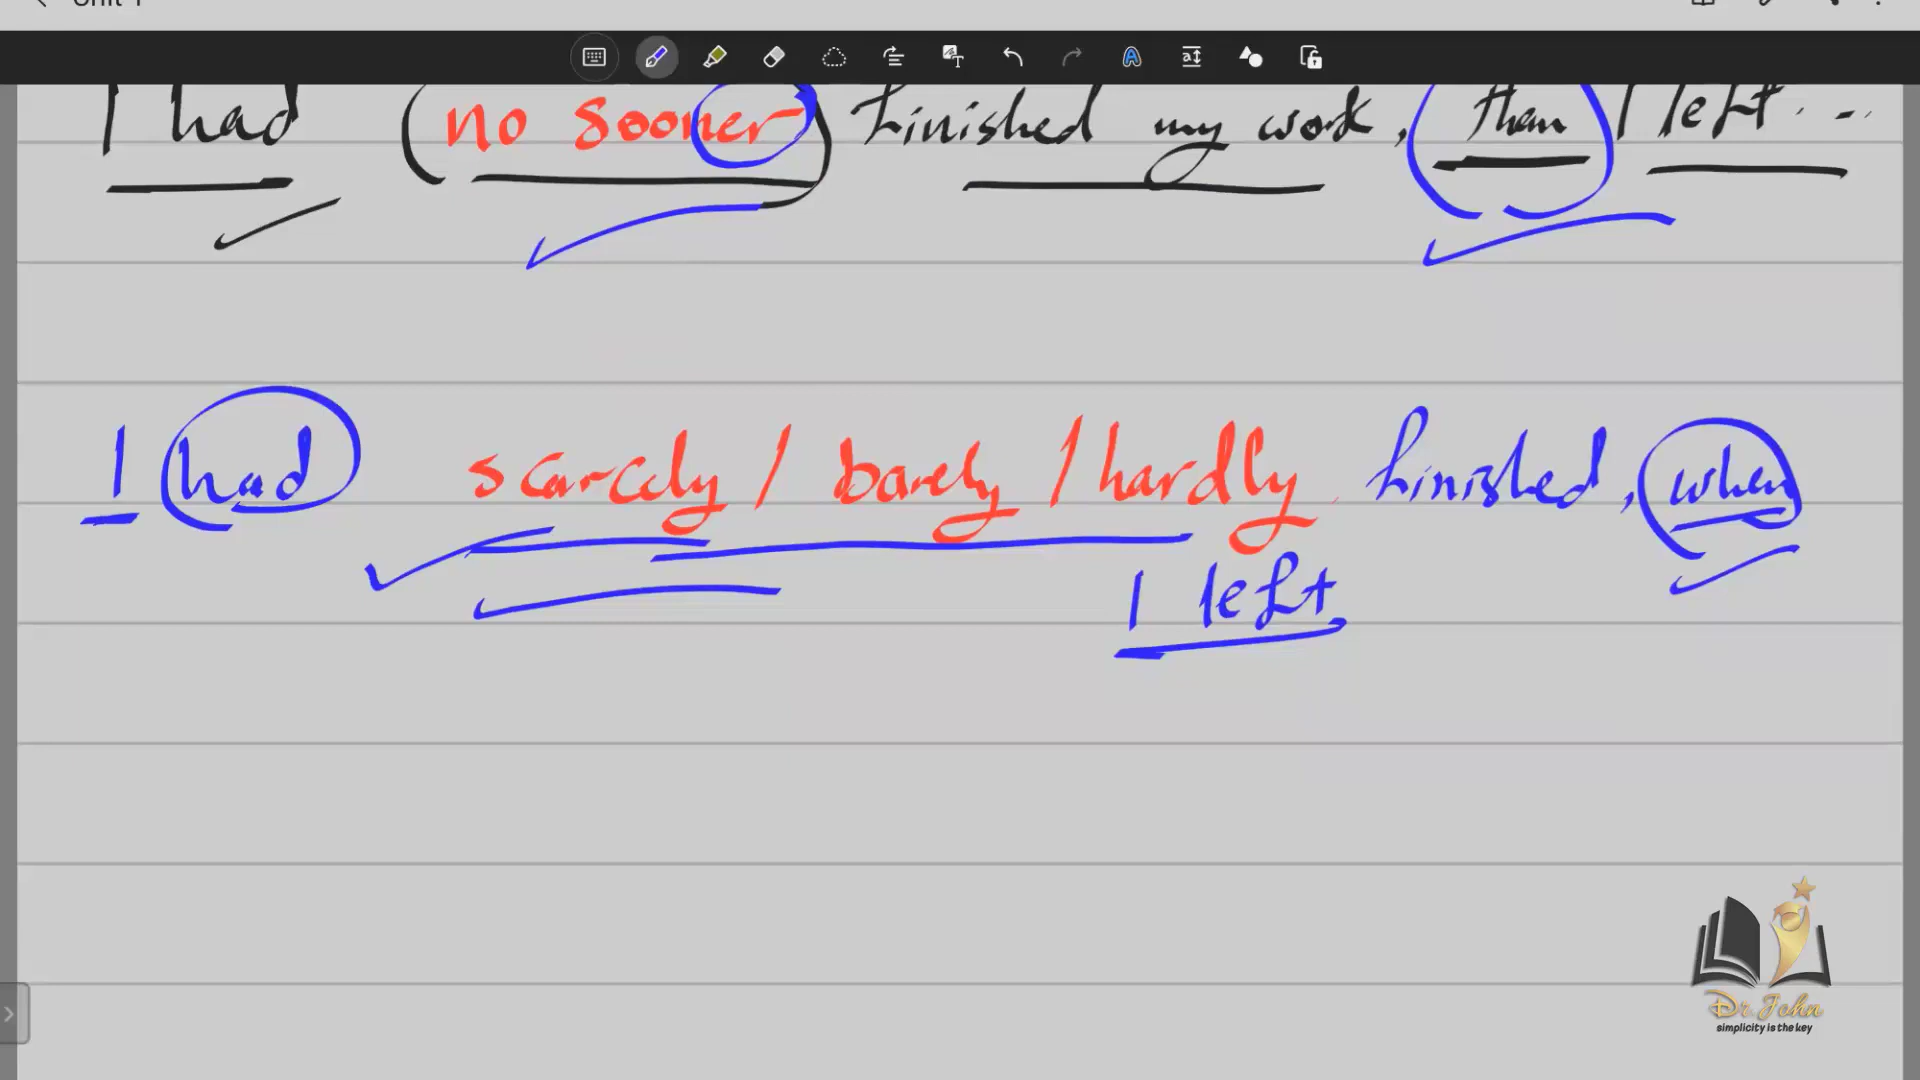 I had (no sooner) finished my work, than I left...
I had scarcely / barely / hardly finished, when
I left.
Dr. John
simplicity is the key